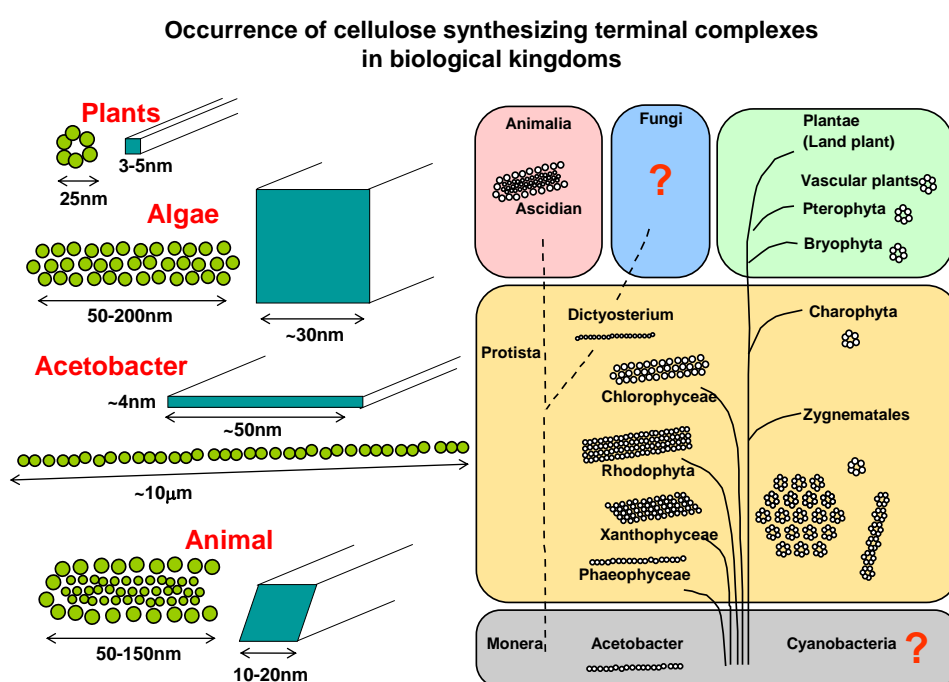 Occurrence of cellulose synthesizing terminal complexes
in biological kingdoms
Plants
3-5nm
25nm
Algae
50-200nm
~30nm
Acetobacter
~4nm
~50nm
~10μm
Animal
50-150nm
10-20nm
Animalia
Ascidian
Fungi
?
Plantae
(Land plant)
Vascular plants
Pterophyta
Bryophyta
Dictyosterium
Protista
Chlorophyceae
Rhodophyta
Xanthophyceae
Phaeophyceae
Charophyta
Zygnematales
Monera
Acetobacter
Cyanobacteria ?